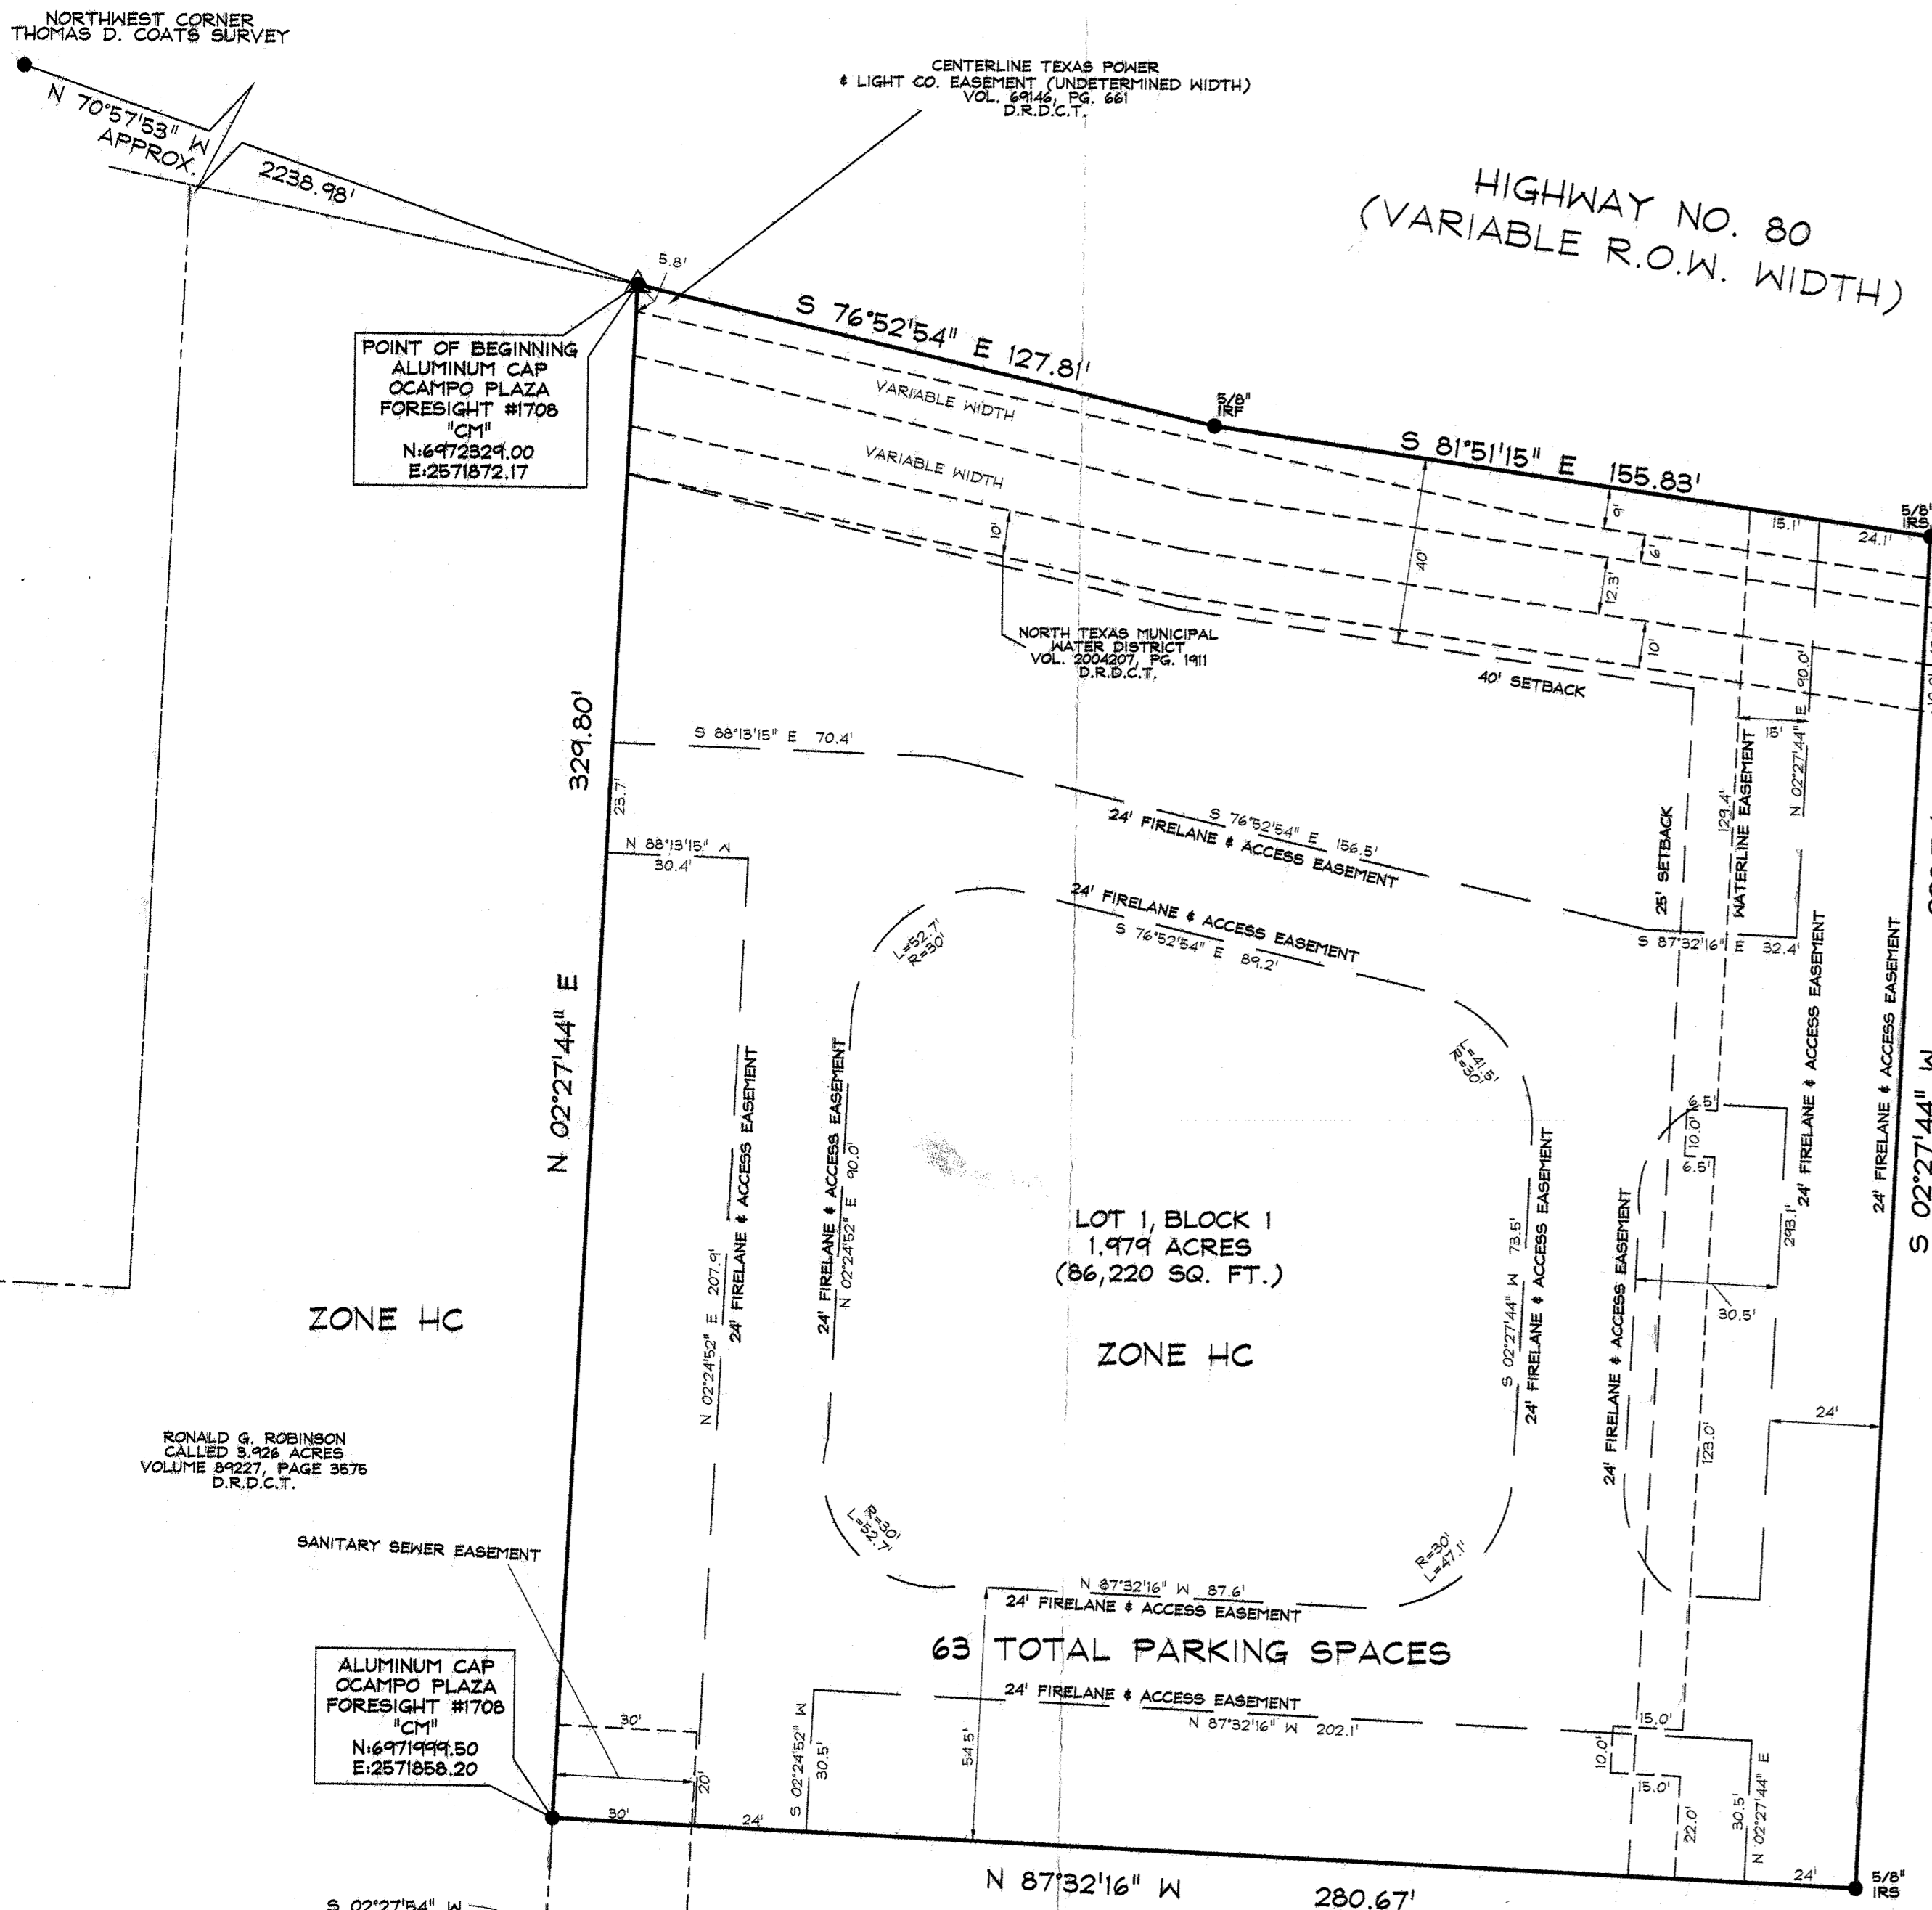 NORTHWEST CORNER
THOMAS D. COATS SURVEY
N 70°57'53" W
APPROX.
2238.98'
CENTERLINE TEXAS POWER
& LIGHT CO. EASEMENT (UNDETERMINED WIDTH)
VOL. 69146, PG. 661
D.R.D.C.T.
HIGHWAY NO. 80
(VARIABLE R.O.W. WIDTH)
5.8'
POINT OF BEGINNING
ALUMINUM CAP
OCAMPO PLAZA
FORESIGHT #1708
"CM"
N:6972329.00
E:2571872.17
S 76°52'54" E 127.81'
5/8"
IRF
S 81°51'15" E 155.83'
5/8"
IRS
VARIABLE WIDTH
VARIABLE WIDTH
10'
40'
9'
6'
12.3'
10'
15.1'
24.1'
NORTH TEXAS MUNICIPAL
WATER DISTRICT
VOL. 2004207, PG. 1911
D.R.D.C.T.
40' SETBACK
15'
N 02°27'44" E 90.0'
129.4'
WATERLINE EASEMENT
25' SETBACK
329.80'
N 02°27'44" E
23.7'
S 88°13'15" E 70.4'
N 88°13'15" W
30.4'
S 76°52'54" E 156.5'
24' FIRELANE & ACCESS EASEMENT
24' FIRELANE & ACCESS EASEMENT
S 76°52'54" E 89.2'
S 87°32'16" E 32.4'
L=52.7'
R=30'
L=41.5'
R=30'
24' FIRELANE & ACCESS EASEMENT
N 02°24'52" E 207.9'
24' FIRELANE & ACCESS EASEMENT
N 02°24'52" E 90.0'
LOT 1, BLOCK 1
1.979 ACRES
(86,220 SQ. FT.)
ZONE HC
S 02°27'44" W 73.5'
24' FIRELANE & ACCESS EASEMENT
24' FIRELANE & ACCESS EASEMENT
6.5'
10.0'
6.5'
293.1'
24' FIRELANE & ACCESS EASEMENT
24' FIRELANE & ACCESS EASEMENT
S 02°27'44" W
30.5'
24'
123.0'
ZONE HC
RONALD G. ROBINSON
CALLED 3.926 ACRES
VOLUME 89227, PAGE 3575
D.R.D.C.T.
SANITARY SEWER EASEMENT
R=30'
L=52.7'
R=30'
L=47.1'
N 87°32'16" W 87.6'
24' FIRELANE & ACCESS EASEMENT
63 TOTAL PARKING SPACES
24' FIRELANE & ACCESS EASEMENT
N 87°32'16" W 202.1'
ALUMINUM CAP
OCAMPO PLAZA
FORESIGHT #1708
"CM"
N:6971999.50
E:2571858.20
30'
20'
30'
24'
S 02°24'52" W
30.5'
54.5'
15.0'
10.0'
15.0'
22.0'
30.5'
N 02°27'44" E
24'
5/8"
IRS
N 87°32'16" W 280.67'
S 02°27'54" W